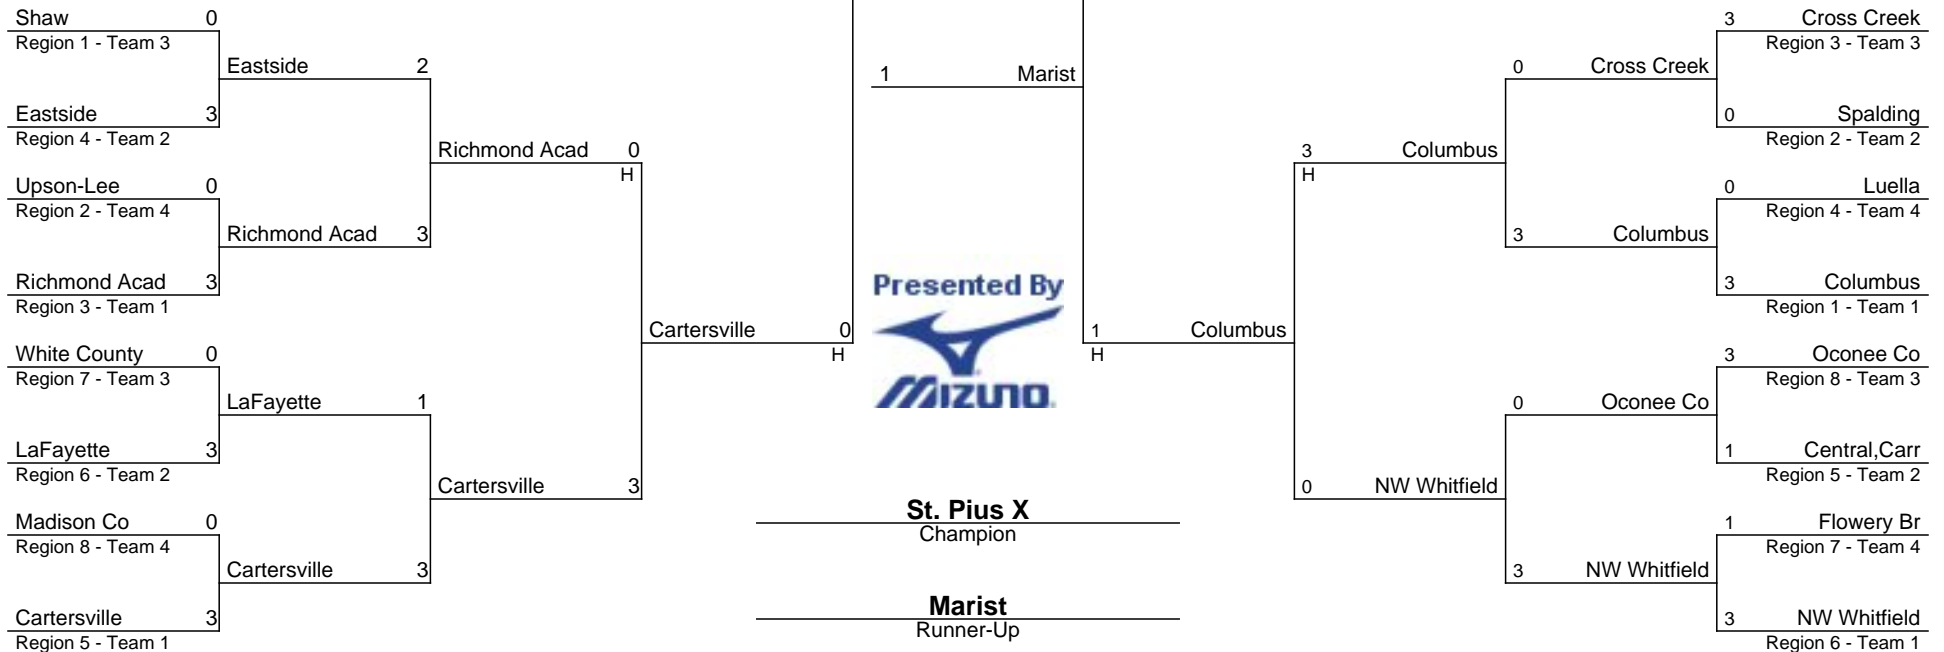 Shaw 0
Region 1 - Team 3
Eastside 2
Eastside 3
Region 4 - Team 2
Richmond Acad 0
H
Upson-Lee 0
Region 2 - Team 4
Richmond Acad 3
Richmond Acad 3
Region 3 - Team 1
Cartersville 0
H
White County 0
Region 7 - Team 3
LaFayette 1
LaFayette 3
Region 6 - Team 2
Cartersville 3
Madison Co 0
Region 8 - Team 4
Cartersville 3
Cartersville 3
Region 5 - Team 1
1 Marist
Presented By
MIZUNO
St. Pius X
Champion
Marist
Runner-Up
3 Cross Creek
Region 3 - Team 3
0 Cross Creek
0 Spalding
Region 2 - Team 2
3 Columbus
H
0 Luella
Region 4 - Team 4
3 Columbus
3 Columbus
Region 1 - Team 1
1 Columbus
H
3 Oconee Co
Region 8 - Team 3
0 Oconee Co
1 Central,Carr
Region 5 - Team 2
0 NW Whitfield
1 Flowery Br
Region 7 - Team 4
3 NW Whitfield
3 NW Whitfield
Region 6 - Team 1